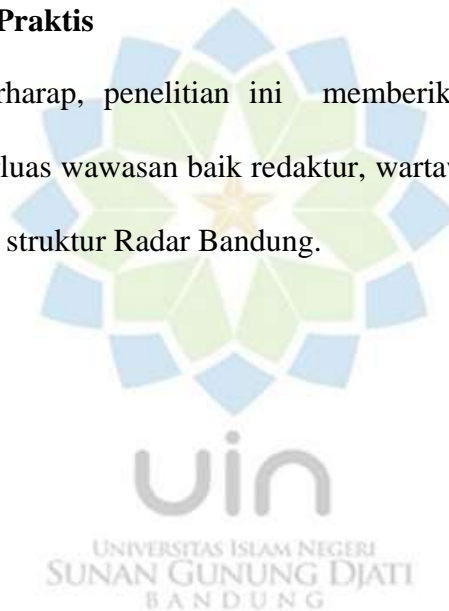 Praktis
rharap, penelitian ini memberik
luas wawasan baik redaktur, wartaw
struktur Radar Bandung.
uin
UNIVERSITAS ISLAM NEGERI
SUNAN GUNUNG DJATI
BANDUNG